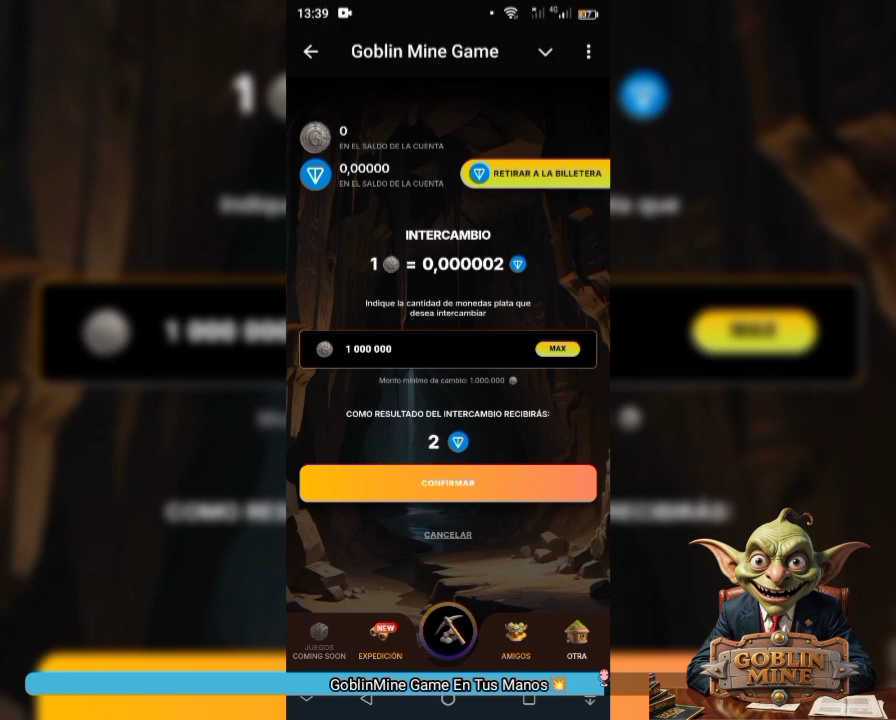 13:39
4G
37
Goblin Mine Game
0
EN EL SALDO DE LA CUENTA
0,00000
EN EL SALDO DE LA CUENTA
RETIRAR A LA BILLETERA
INTERCAMBIO
1 = 0,000002
Indique la cantidad de monedas plata que
desea intercambiar
1 000 000
MAX
Monto mínimo de cambio: 1.000.000
COMO RESULTADO DEL INTERCAMBIO RECIBIRÁS:
2
CONFIRMAR
CANCELAR
NEW
JUEGOS
COMING SOON
EXPEDICIÓN
AMIGOS
OTRA
GOBLIN
MINE
GoblinMine Game En Tus Manos 💥